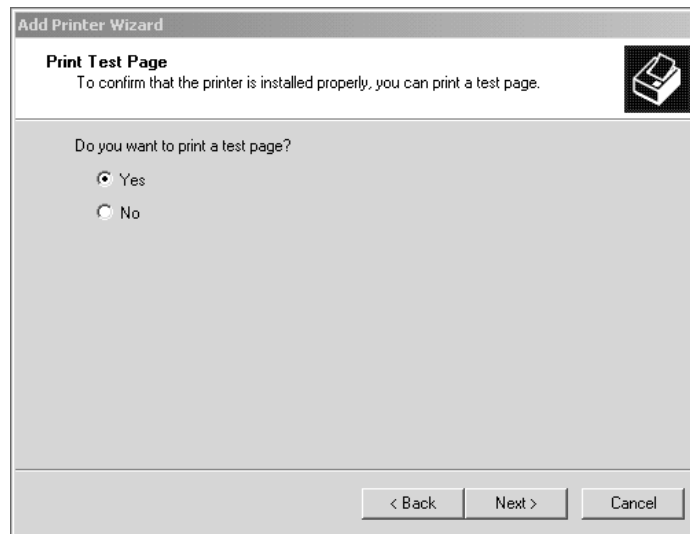 Add Printer Wizard
Print Test Page
To confirm that the printer is installed properly, you can print a test page.
Do you want to print a test page?
Yes
No
< Back Next > Cancel